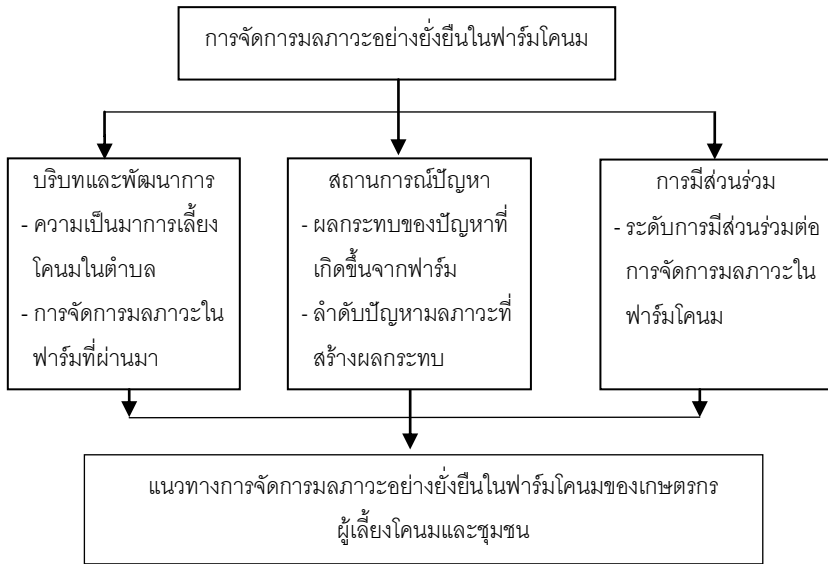 การจัดการมลภาวะอย่างยั่งยืนในฟาร์มโคนม
บริบทและพัฒนาการ
- ความเป็นมาการเลี้ยง
โคนมในตำบล
- การจัดการมลภาวะใน
ฟาร์มที่ผ่านมา
สถานการณ์ปัญหา
- ผลกระทบของปัญหาที่
เกิดขึ้นจากฟาร์ม
- ลำดับปัญหามลภาวะที่
สร้างผลกระทบ
การมีส่วนร่วม
- ระดับการมีส่วนร่วมต่อ
การจัดการมลภาวะใน
ฟาร์มโคนม
แนวทางการจัดการมลภาวะอย่างยั่งยืนในฟาร์มโคนมของเกษตรกร
ผู้เลี้ยงโคนมและชุมชน